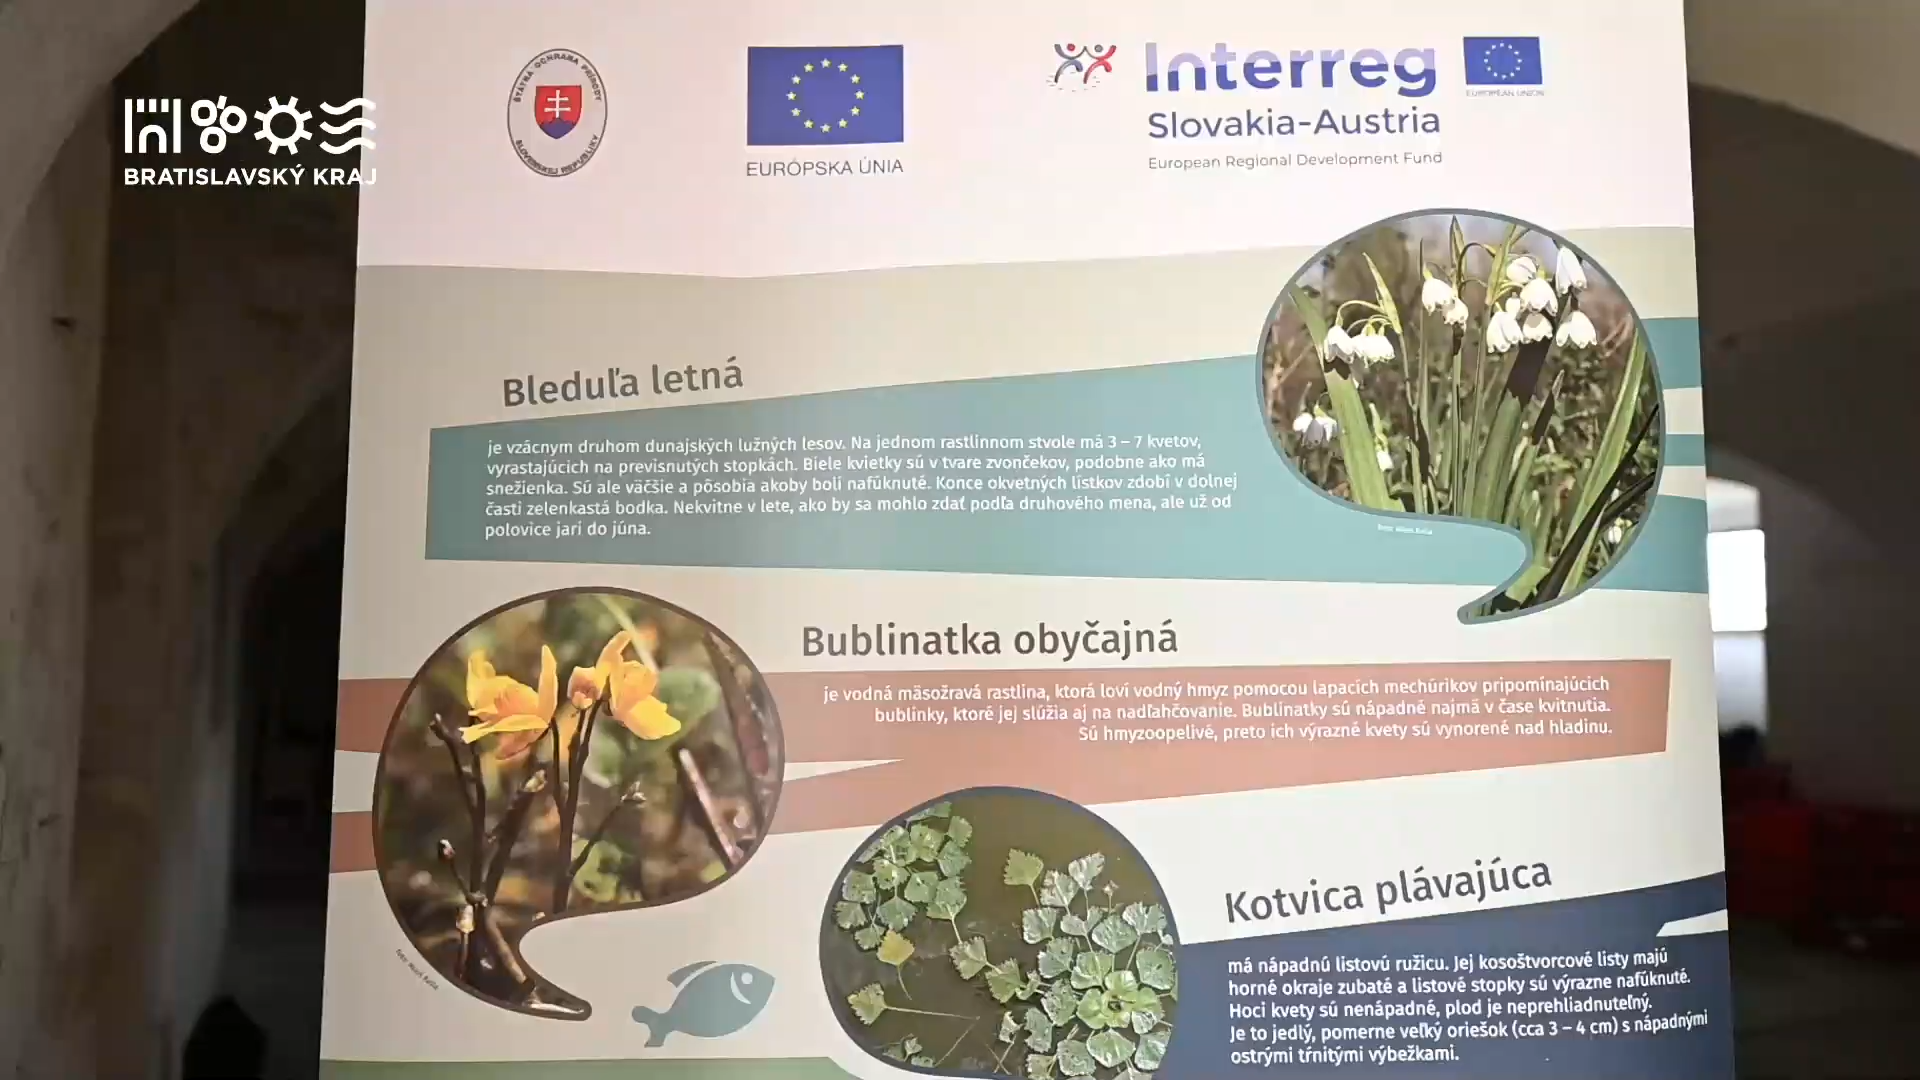 BRATISLAVSKÝ KRAJ
ŠTÁTNA OCHRANA PRÍRODY
SLOVENSKEJ REPUBLIKY
EURÓPSKA ÚNIA
Interreg
EUROPEAN UNION
Slovakia-Austria
European Regional Development Fund
Bleduľa letná
je vzácnym druhom dunajských lužných lesov. Na jednom rastlinnom stvole má 3 – 7 kvetov,
vyrastajúcich na previsnutých stopkách. Biele kvietky sú v tvare zvončekov, podobne ako má
snežienka. Sú ale väčšie a pôsobia akoby boli nafúknuté. Konce okvetných lístkov zdobí v dolnej
časti zelenkastá bodka. Nekvitne v lete, ako by sa mohlo zdať podľa druhového mena, ale už od
polovice jari do júna.
Bublinatka obyčajná
je vodná mäsožravá rastlina, ktorá loví vodný hmyz pomocou lapacích mechúrikov pripomínajúcich
bublinky, ktoré jej slúžia aj na nadľahčovanie. Bublinatky sú nápadné najmä v čase kvitnutia.
Sú hmyzoopelivé, preto ich výrazné kvety sú vynorené nad hladinu.
Kotvica plávajúca
má nápadnú listovú ružicu. Jej kosoštvorcové listy majú
horné okraje zubaté a listové stopky sú výrazne nafúknuté.
Hoci kvety sú nenápadné, plod je neprehliadnuteľný.
Je to jedlý, pomerne veľký oriešok (cca 3 – 4 cm) s nápadnými
ostrými tŕnitými výbežkami.